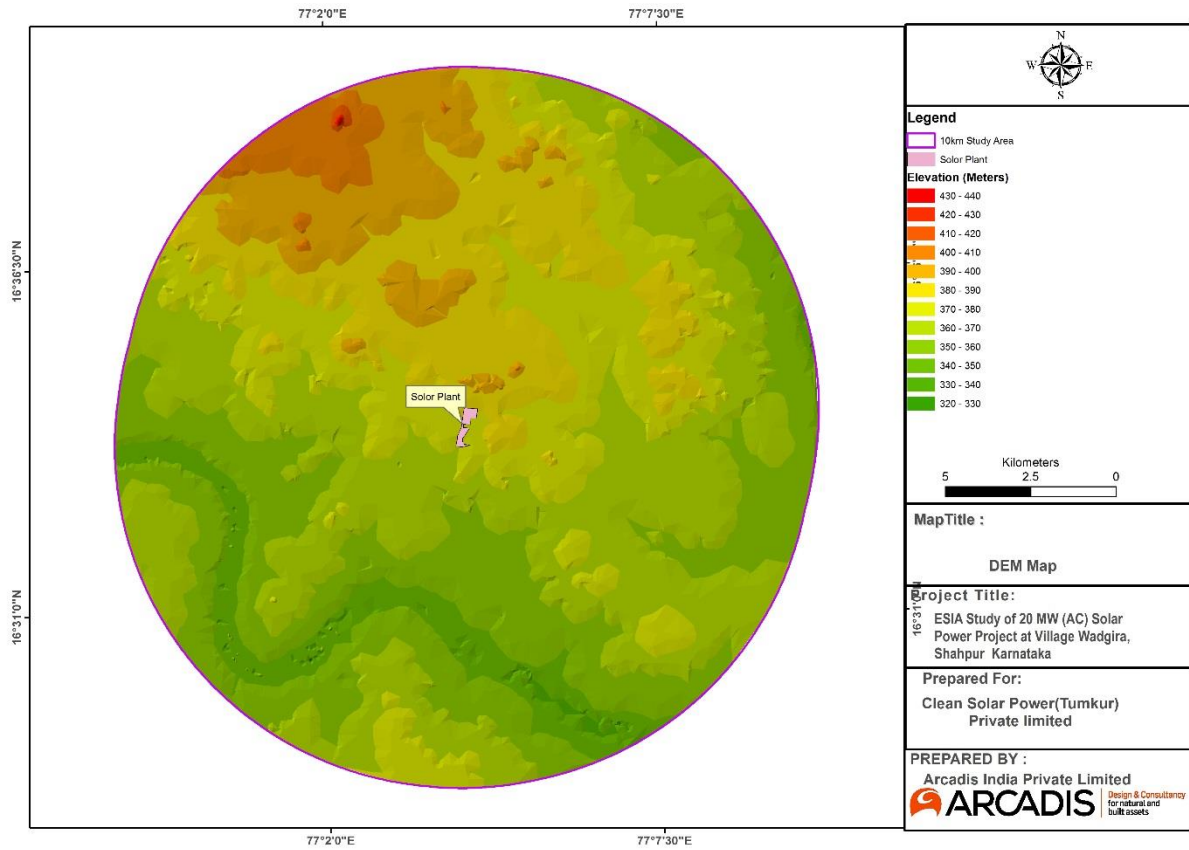 77°2'0"E
77°7'30"E
16°36'30"N
16°31'0"N
Solor Plant
77°2'0"E
77°7'30"E
N
W
E
S
Legend
10km Study Area
Solor Plant
Elevation (Meters)
430 - 440
420 - 430
410 - 420
400 - 410
390 - 400
380 - 390
370 - 380
360 - 370
350 - 360
340 - 350
330 - 340
320 - 330
Kilometers
5
2.5
0
MapTitle :
DEM Map
Project Title:
16°31'0"N
ESIA Study of 20 MW (AC) Solar
Power Project at Village Wadgira,
Shahpur Karnataka
Prepared For:
Clean Solar Power(Tumkur)
Private limited
PREPARED BY :
Arcadis India Private Limited
ARCADIS
Design & Consultancy
for natural and
built assets